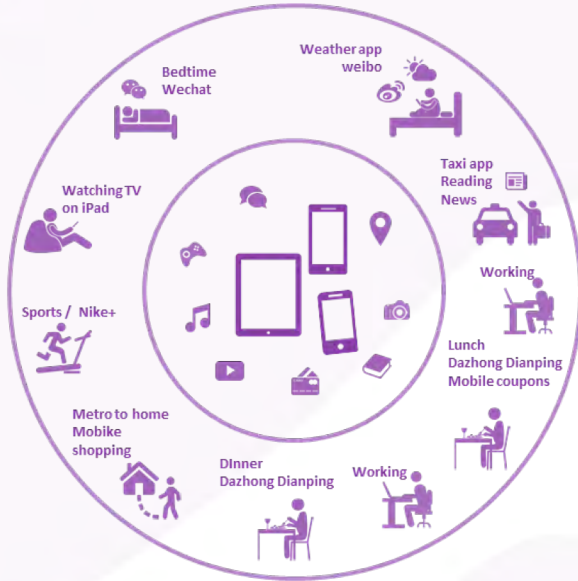 Weather app
weibo
Taxi app
Reading
News
Working
Lunch
Dazhong Dianping
Mobile coupons
Working
DInner
Dazhong Dianping
Metro to home
Mobike
shopping
Sports / Nike+
Watching TV
on iPad
Bedtime
Wechat